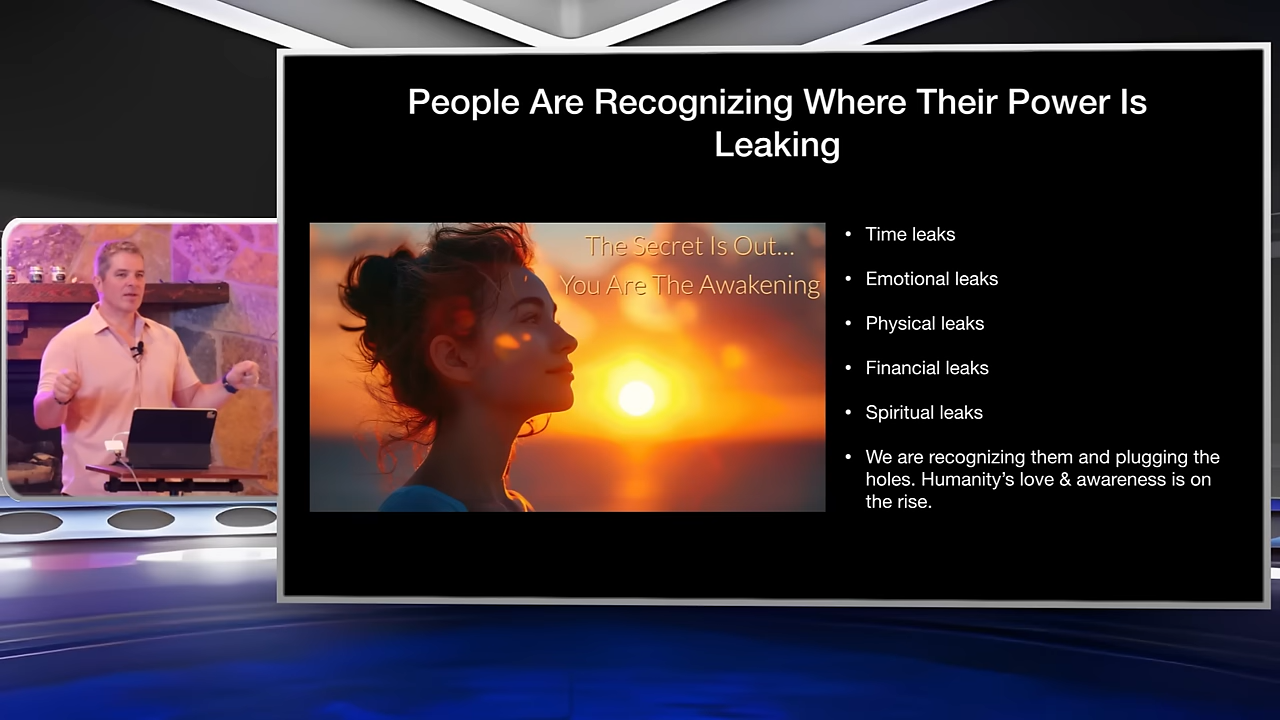 People Are Recognizing Where Their Power Is
Leaking
The Secret Is Out...
You Are The Awakening
• Time leaks
• Emotional leaks
• Physical leaks
• Financial leaks
• Spiritual leaks
• We are recognizing them and plugging the
holes. Humanity’s love & awareness is on
the rise.